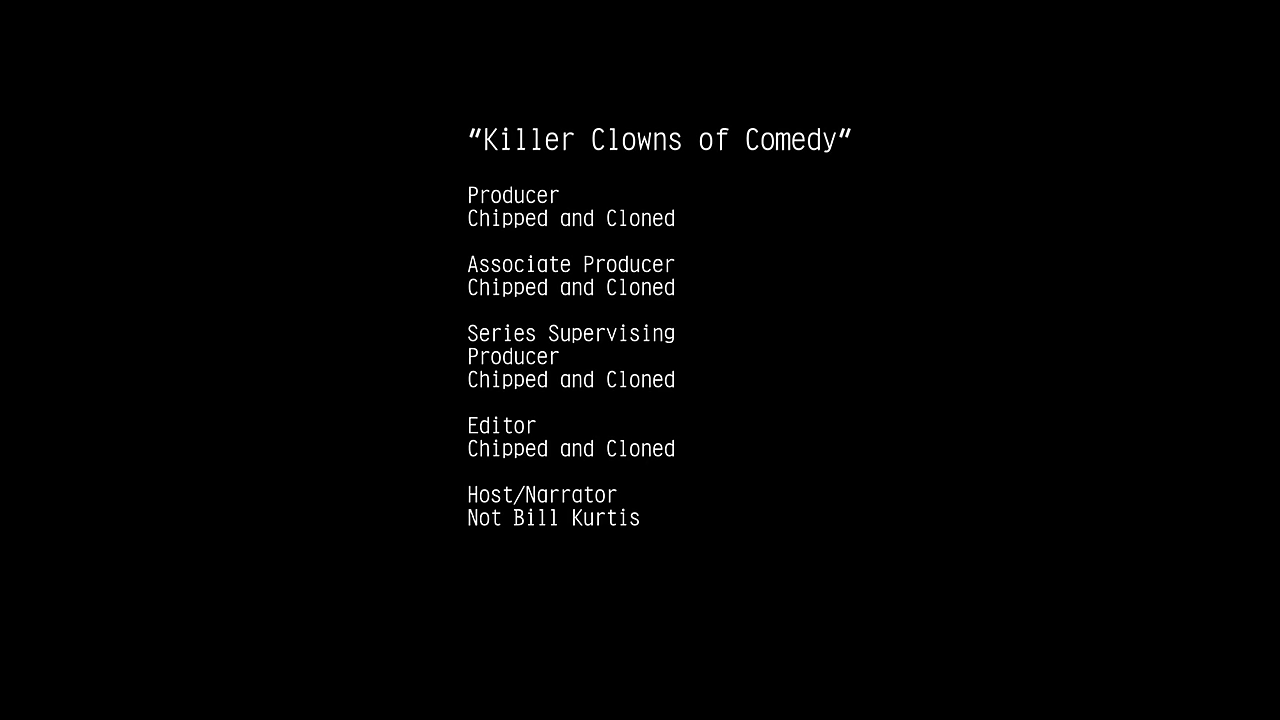 "Killer Clowns of Comedy"
Producer
Chipped and Cloned
Associate Producer
Chipped and Cloned
Series Supervising
Producer
Chipped and Cloned
Editor
Chipped and Cloned
Host/Narrator
Not Bill Kurtis